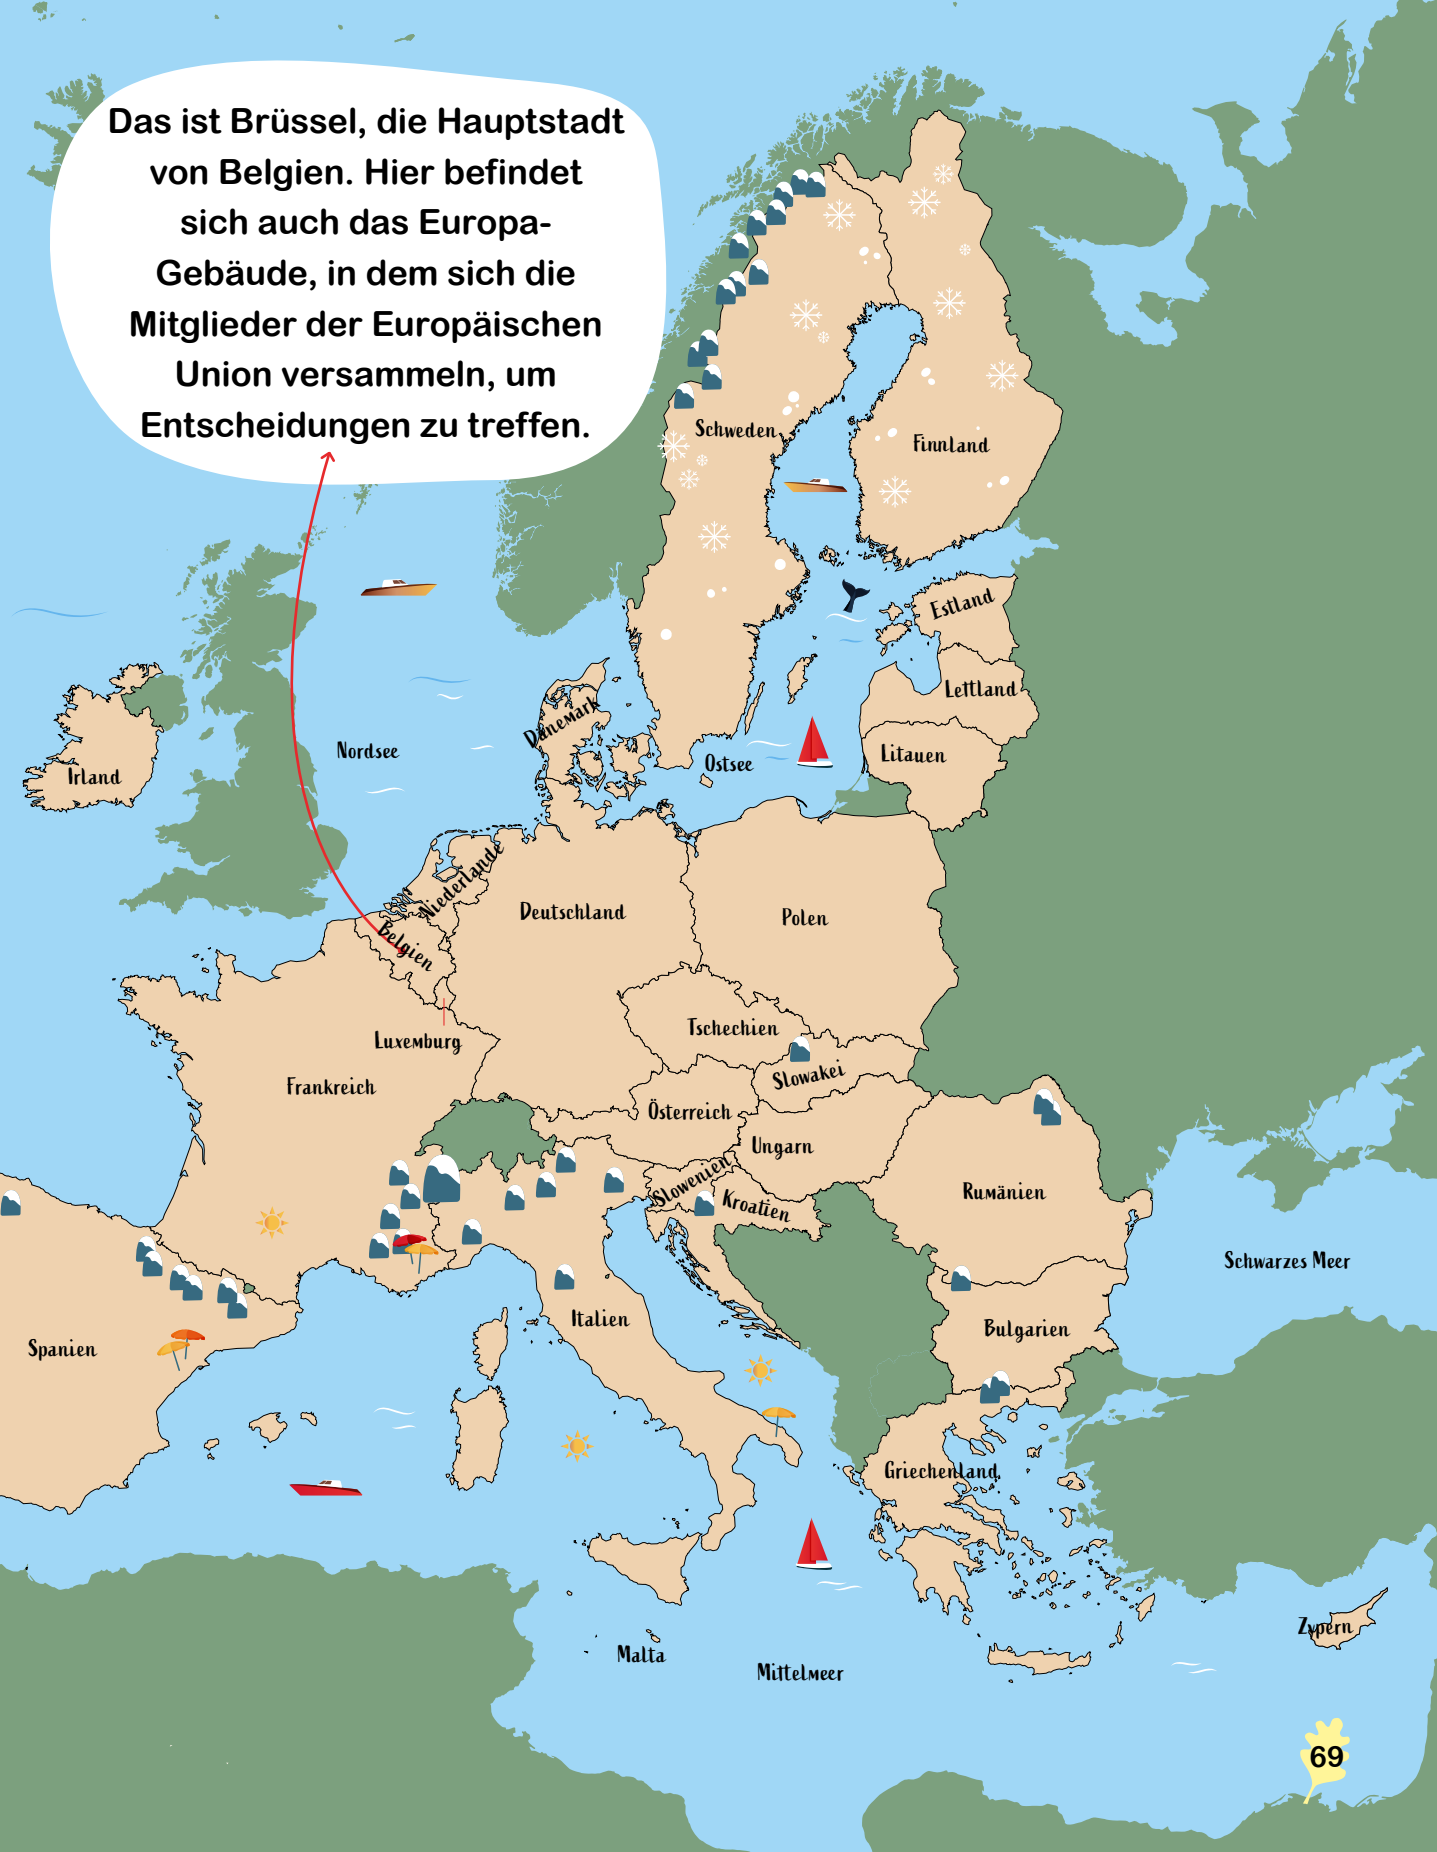 Das ist Brüssel, die Hauptstadt
von Belgien. Hier befindet
sich auch das Europa-
Gebäude, in dem sich die
Mitglieder der Europäischen
Union versammeln, um
Entscheidungen zu treffen.
Schweden
Finnland
Estland
Lettland
Litauen
Dänemark
Nordsee
Ostsee
Irland
Niederlande
Deutschland
Polen
Belgien
Tschechien
Luxemburg
Slowakei
Frankreich
Österreich
Ungarn
Slowenien
Kroatien
Rumänien
Schwarzes Meer
Italien
Bulgarien
Spanien
Griechenland
Zypern
Malta
Mittelmeer
69